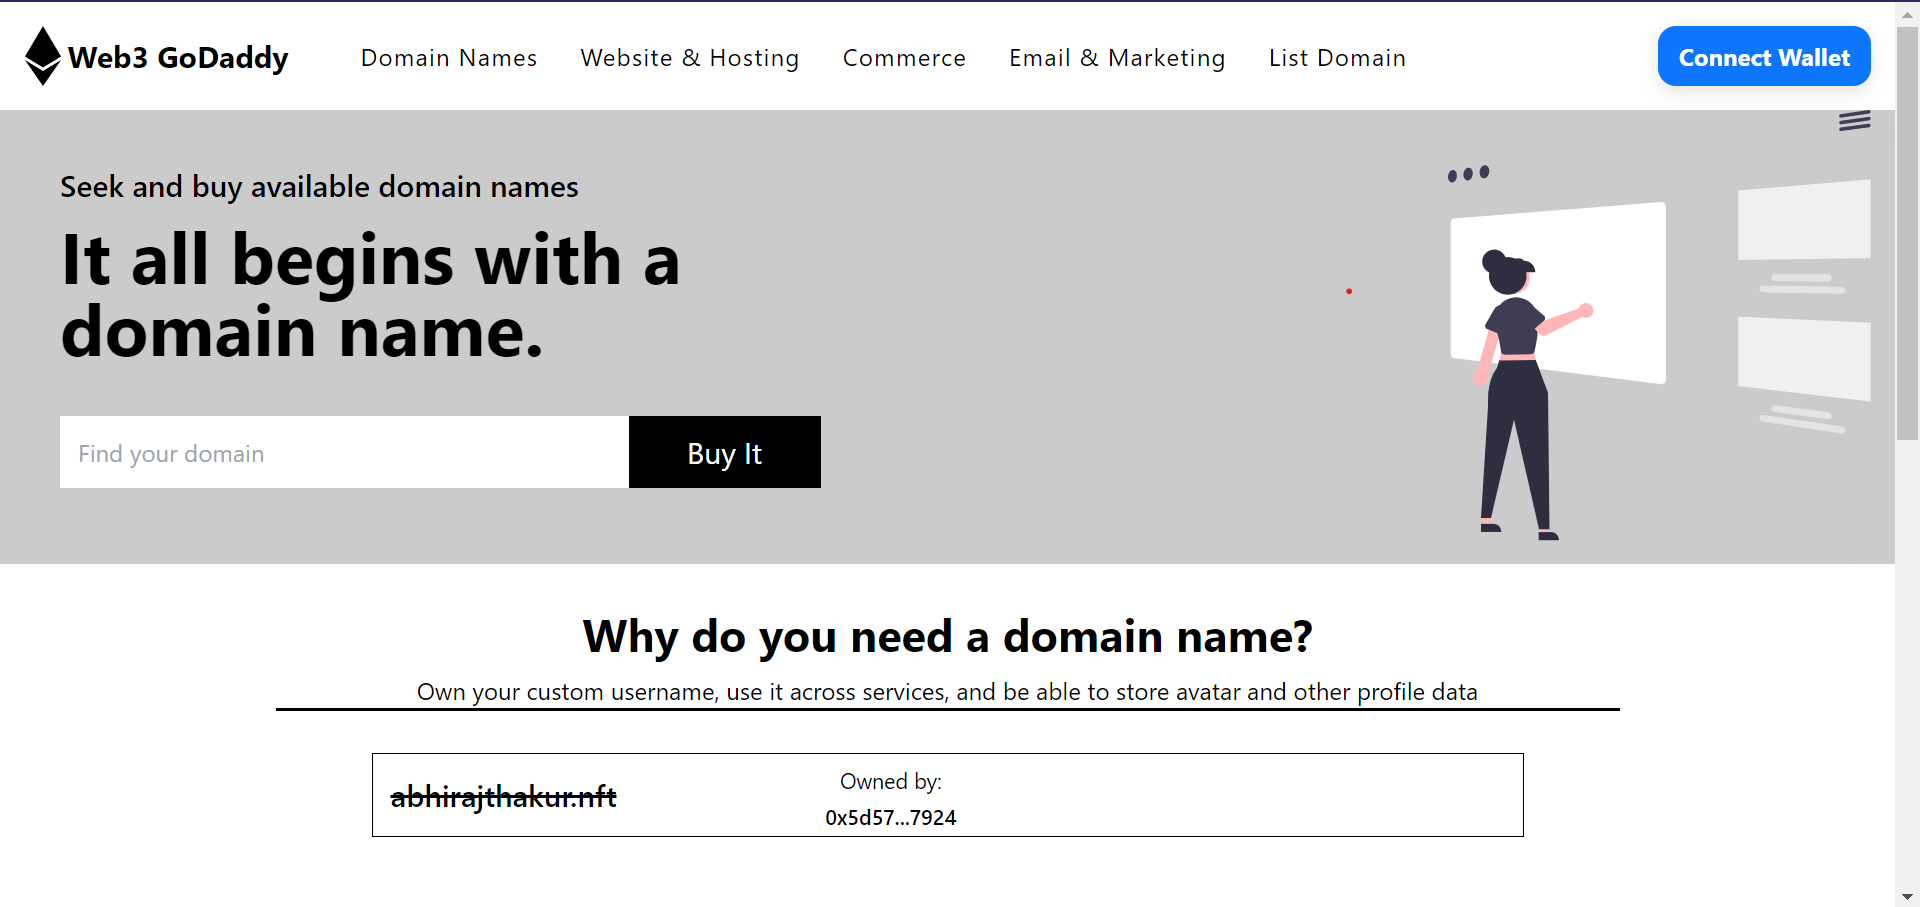 Web3 GoDaddy
Domain Names
Website & Hosting
Commerce
Email & Marketing
List Domain
Connect Wallet
Seek and buy available domain names
It all begins with a
domain name.
Find your domain
Buy It
Why do you need a domain name?
Own your custom username, use it across services, and be able to store avatar and other profile data
abhirajthakur.nft
Owned by:
0x5d57...7924